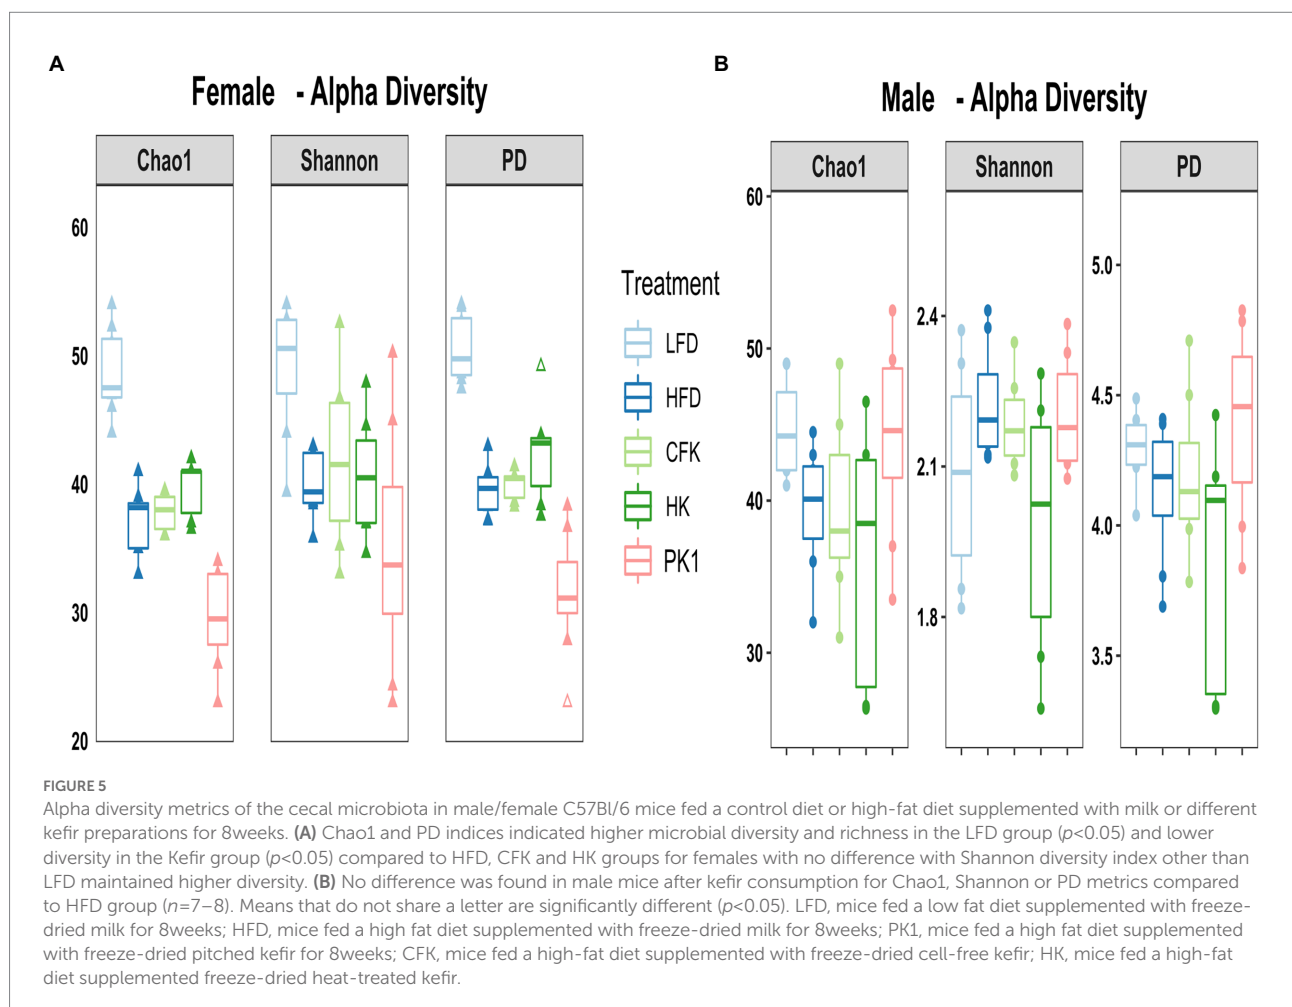 A
Female - Alpha Diversity
Chao1
Shannon
PD
60
50
40
30
20
Treatment
LFD
HFD
CFK
HK
PK1
B
Male - Alpha Diversity
Chao1
Shannon
PD
60
50
40
30
2.4
2.1
1.8
5.0
4.5
4.0
3.5
FIGURE 5
Alpha diversity metrics of the cecal microbiota in male/female C57Bl/6 mice fed a control diet or high-fat diet supplemented with milk or different
kefir preparations for 8weeks. (A) Chao1 and PD indices indicated higher microbial diversity and richness in the LFD group (p<0.05) and lower
diversity in the Kefir group (p<0.05) compared to HFD, CFK and HK groups for females with no difference with Shannon diversity index other than
LFD maintained higher diversity. (B) No difference was found in male mice after kefir consumption for Chao1, Shannon or PD metrics compared
to HFD group (n=7–8). Means that do not share a letter are significantly different (p<0.05). LFD, mice fed a low fat diet supplemented with freeze-
dried milk for 8weeks; HFD, mice fed a high fat diet supplemented with freeze-dried milk for 8weeks; PK1, mice fed a high fat diet supplemented
with freeze-dried pitched kefir for 8weeks; CFK, mice fed a high-fat diet supplemented with freeze-dried cell-free kefir; HK, mice fed a high-fat
diet supplemented freeze-dried heat-treated kefir.